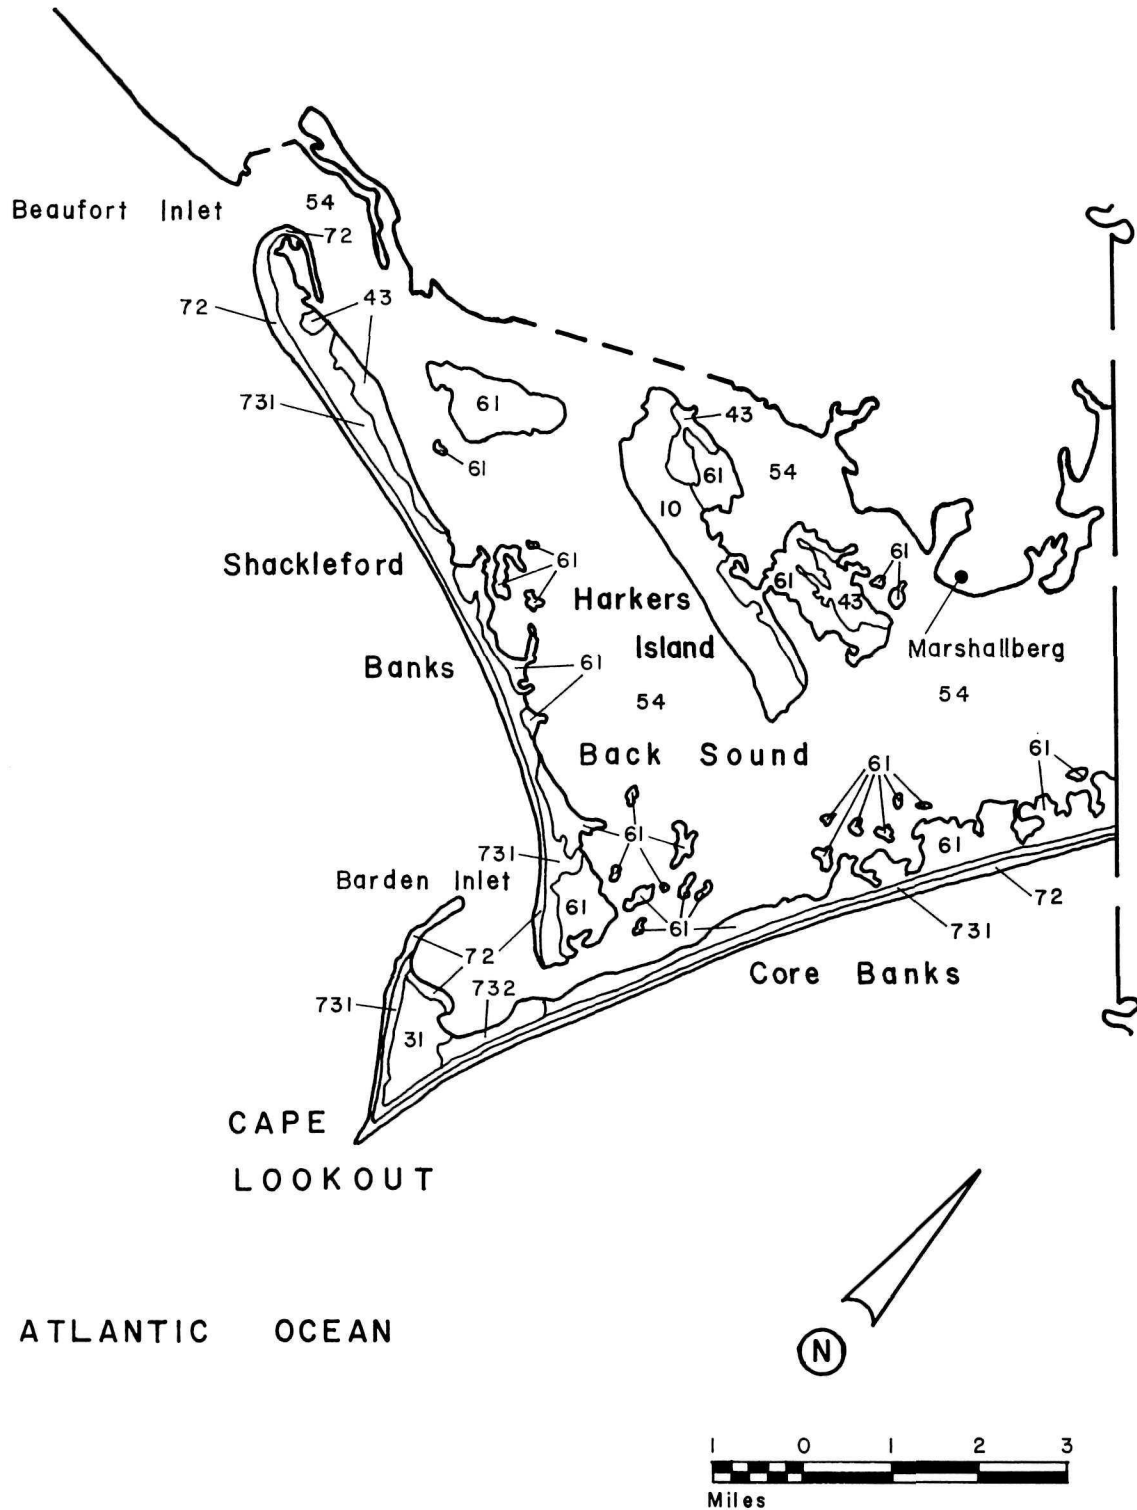 Beaufort Inlet
54
72
72
43
731
61
61
43
61
54
10
Shackleford
61
Harkers
61
43
61
Island
Marshallberg
Banks
61
54
54
Back Sound
61
61
61
61
731
Barden Inlet
61
61
72
731
72
732
731
31
Core Banks
CAPE
LOOKOUT
ATLANTIC OCEAN
N
1 0 1 2 3
Miles